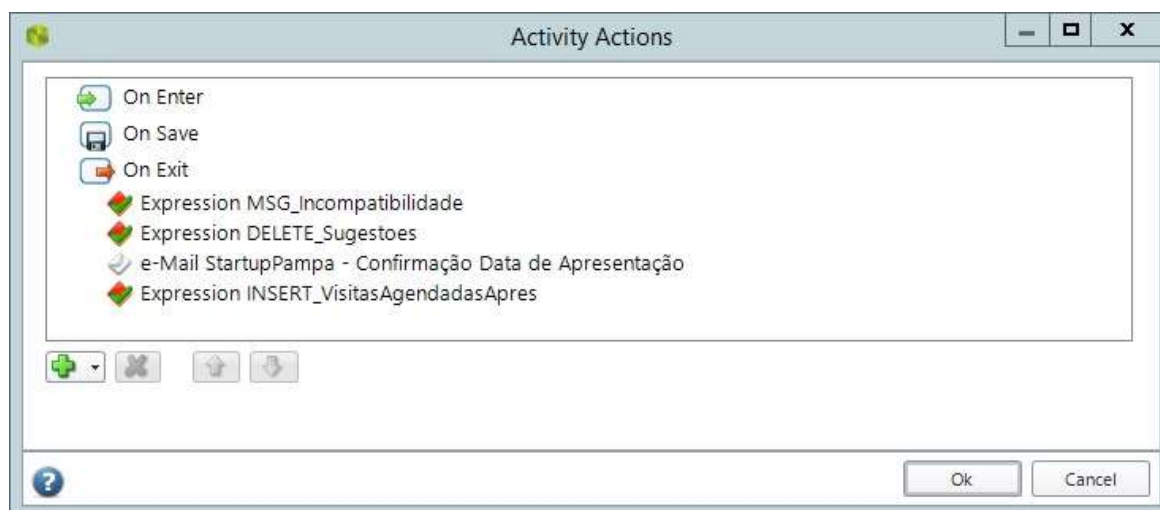 Activity Actions
On Enter
On Save
On Exit
Expression MSG_Incompatibilidade
Expression DELETE_Sugestoes
e-Mail StartupPampa - Confirmação Data de Apresentação
Expression INSERT_VisitasAgendadasApres
Ok
Cancel